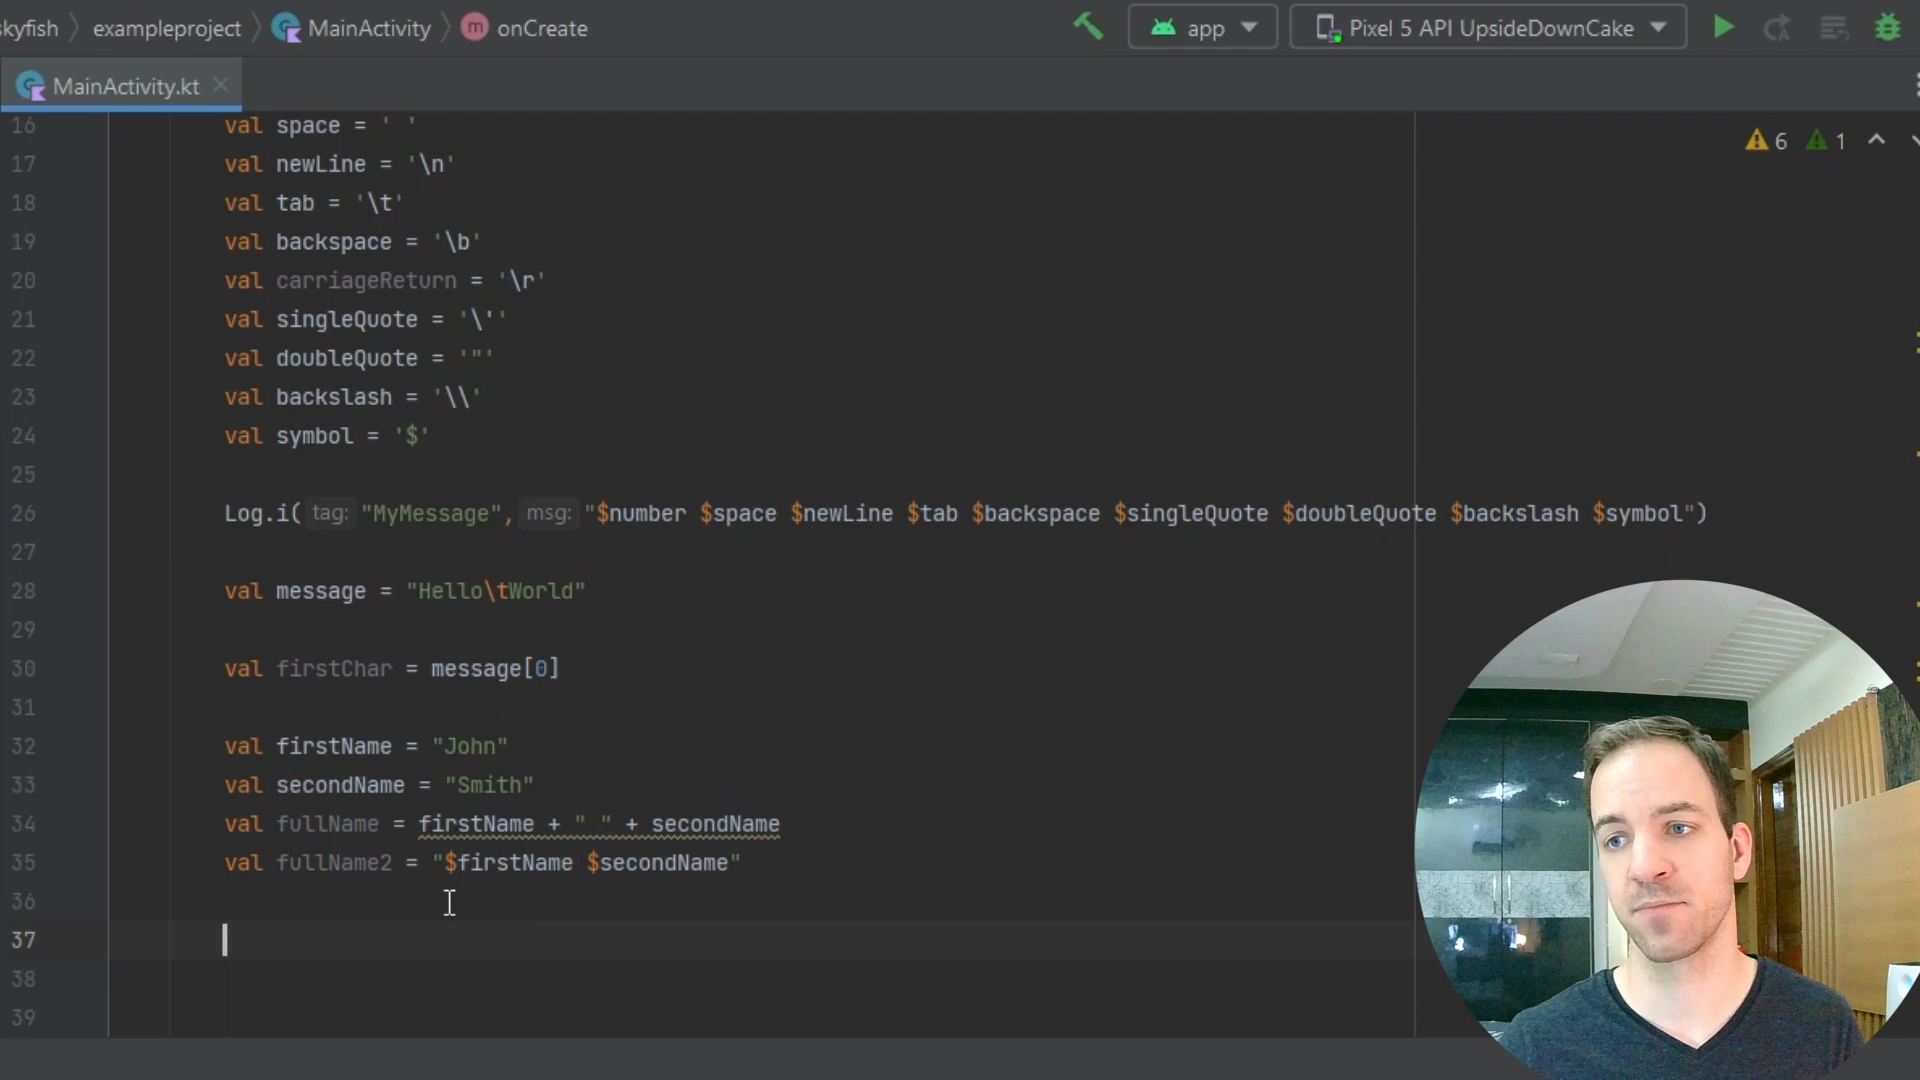 kyfish exampleproject MainActivity m onCreate app Pixel 5 API UpsideDownCake
MainActivity.kt
6 1
16 val space = ' '
17 val newLine = '\n'
18 val tab = '\t'
19 val backspace = '\b'
20 val carriageReturn = '\r'
21 val singleQuote = '\''
22 val doubleQuote = '"'
23 val backslash = '\\'
24 val symbol = '$'
25
26 Log.i( tag: "MyMessage", msg: "$number $space $newLine $tab $backspace $singleQuote $doubleQuote $backslash $symbol")
27
28 val message = "Hello\tWorld"
29
30 val firstChar = message[0]
31
32 val firstName = "John"
33 val secondName = "Smith"
34 val fullName = firstName + " " + secondName
35 val fullName2 = "$firstName $secondName"
36
37
38
39